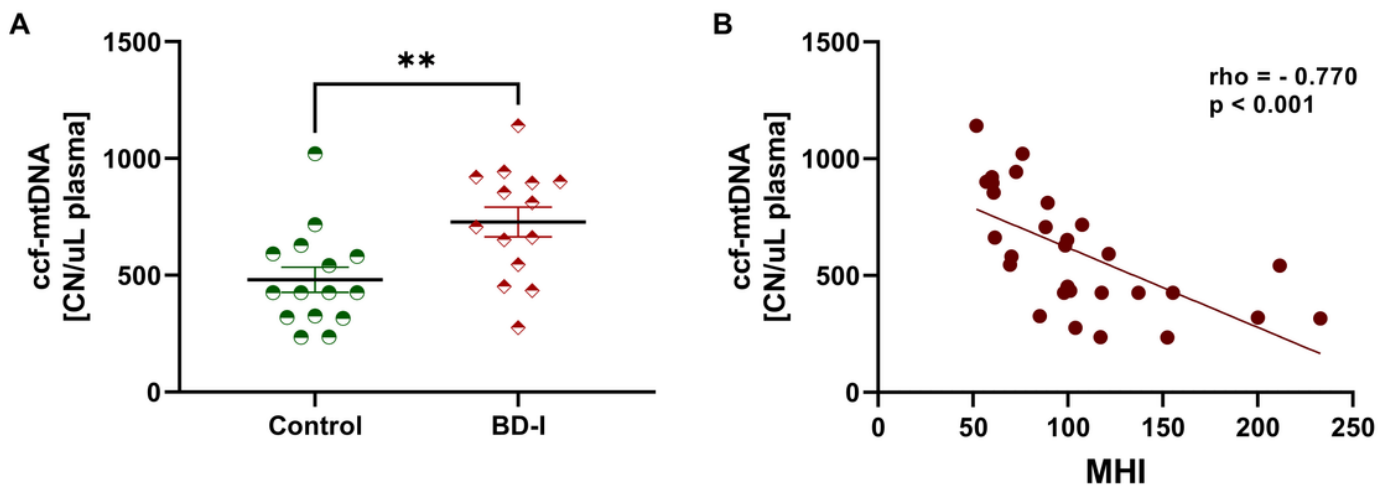 A
1500
1000
500
0
ccf-mtDNA
[CN/uL plasma]
**
Control
BD-I
B
1500
1000
500
0
ccf-mtDNA
[CN/uL plasma]
rho = - 0.770
p < 0.001
0
50
100
150
200
250
MHI